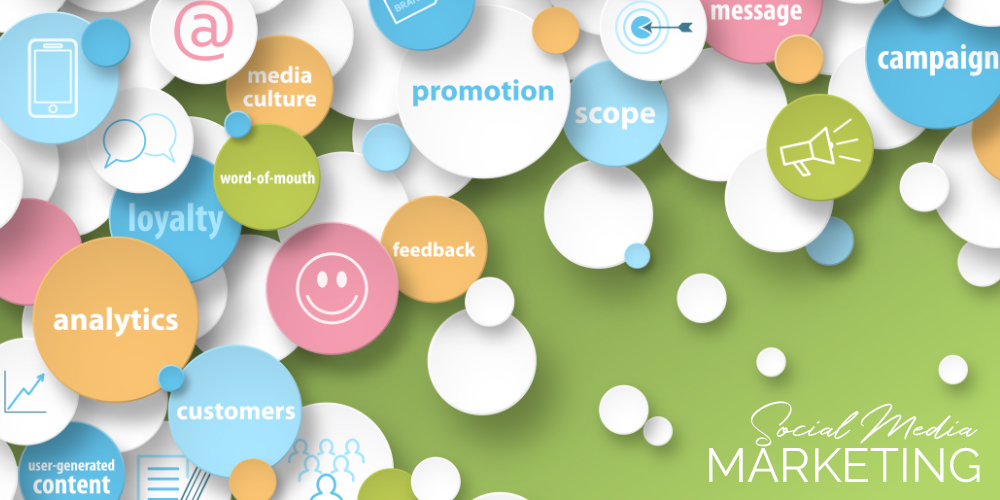 BRAN
message
@
campaign
media
culture
promotion
scope
word-of-mouth
loyalty
feedback
analytics
customers
user-generated
content
Social Media
MARKETING